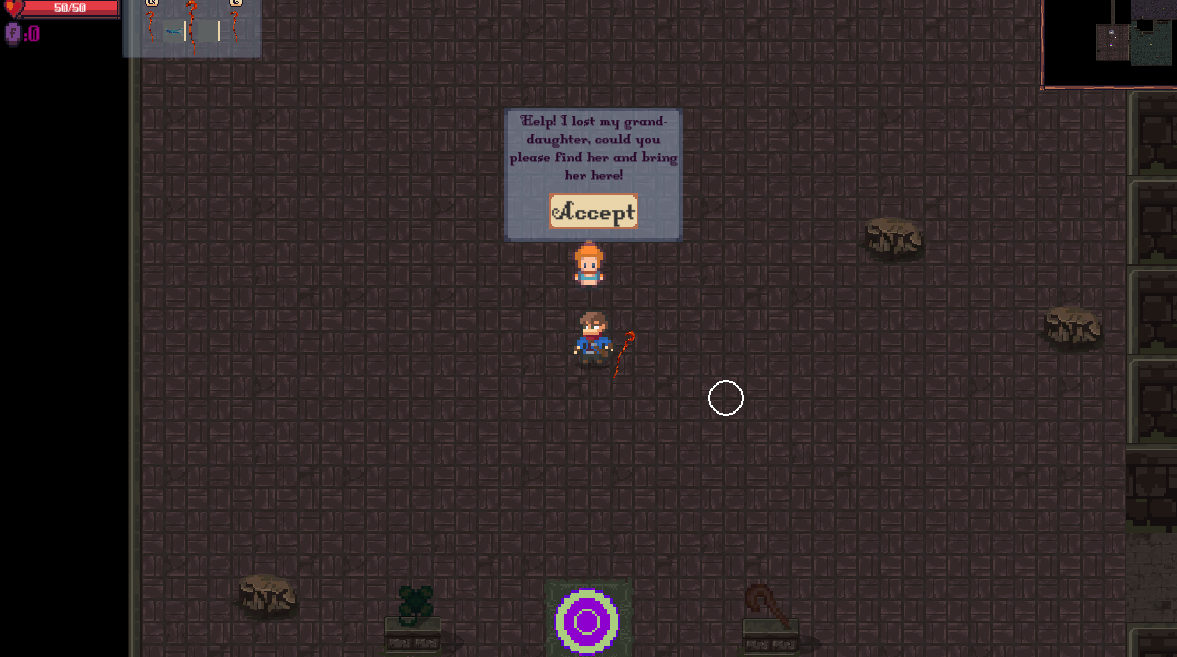 50/50
:0
Help! I lost my grand-
daughter, could you
please find her and bring
her here!
Accept